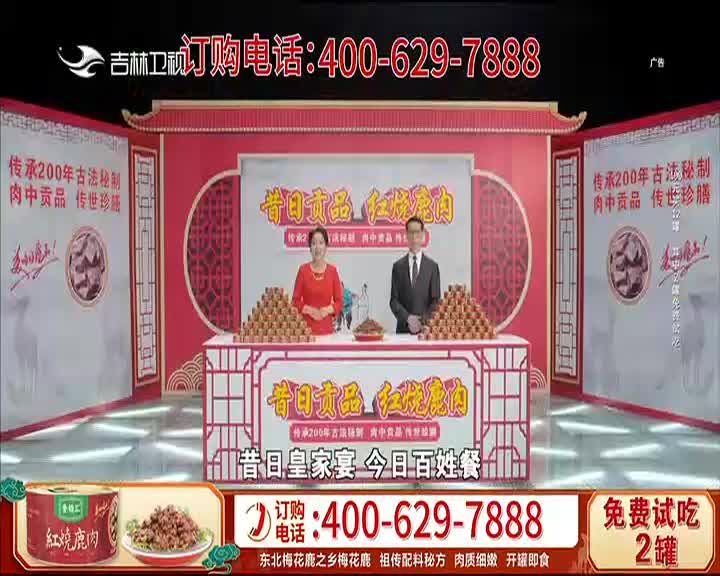 吉林卫视
订购电话:400-629-7888
广告
传承200年古法秘制
肉中贡品 传世珍膳
传承200年古法秘制
肉中贡品 传世珍膳
昔日贡品 红烧鹿肉
昔日贡品 红烧鹿肉
传承200年古法秘制 肉中贡品 传世珍膳
昔日皇家宴 今日百姓餐
红燒鹿肉
订购电话:400-629-7888
东北梅花鹿之乡梅花鹿 祖传配料秘方 肉质细嫩 开罐即食
免费试吃
2罐